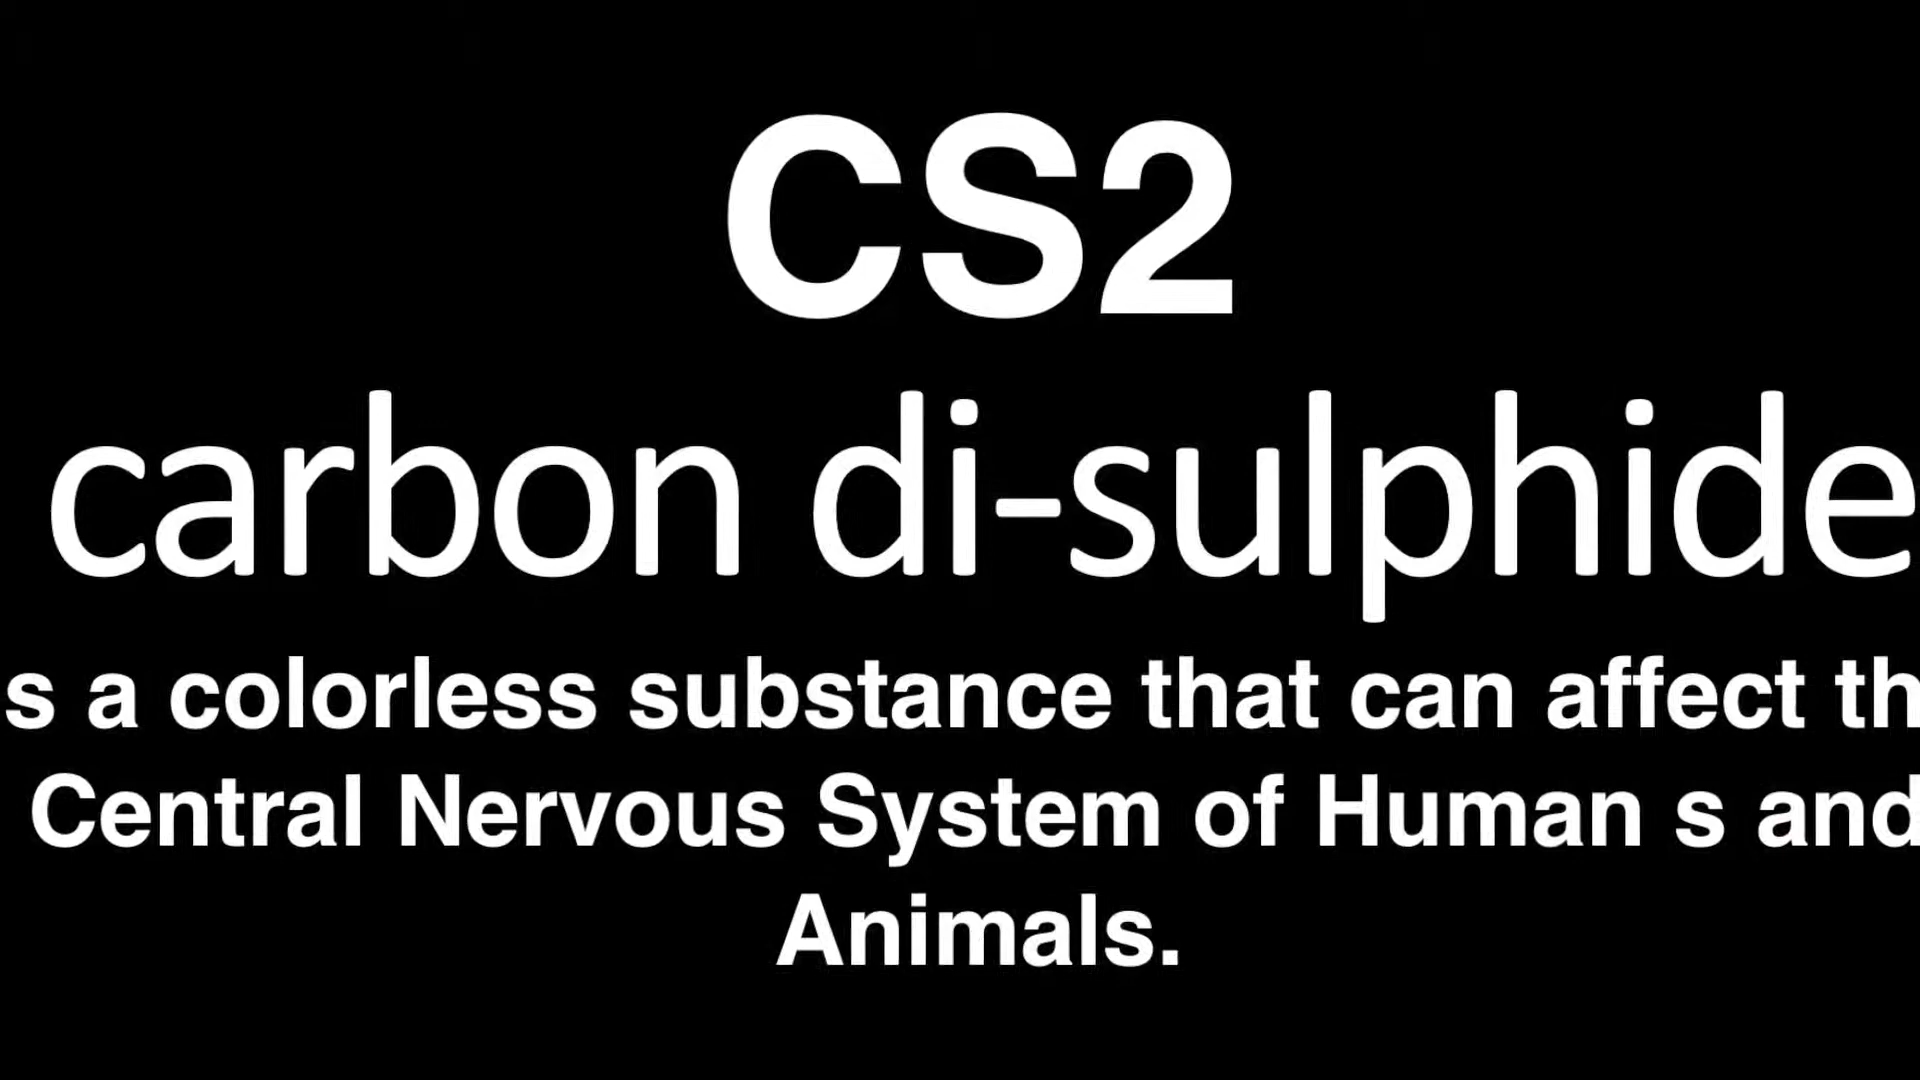 CS2
carbon di-sulphide
s a colorless substance that can affect th
Central Nervous System of Human s and
Animals.